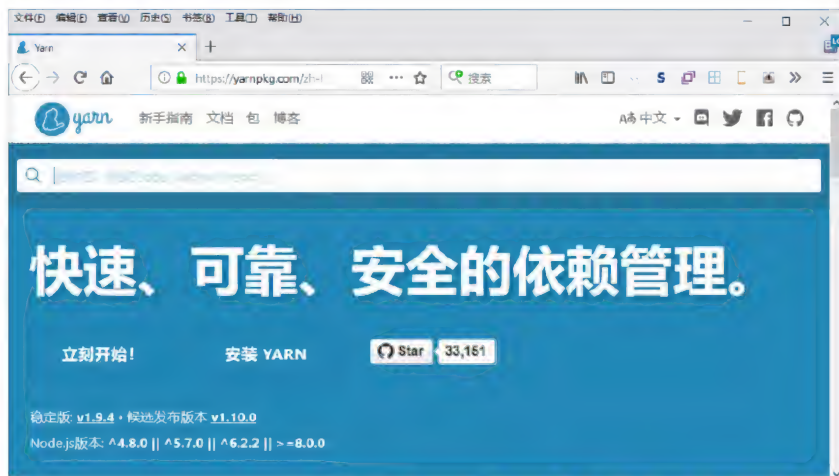 文件(F) 编辑(E) 查看(V) 历史(S) 书签(B) 工具(T) 帮助(H)
Yarn
https://yarnpkg.com/zh- 搜索
yarn 新手指南 文档 包 博客 Aあ 中文
快速、可靠、安全的依赖管理。
立刻开始! 安装 YARN Star 33,151
稳定版: v1.9.4 · 候选发布版本 v1.10.0
Node.js版本: ^4.8.0 || ^5.7.0 || ^6.2.2 || >=8.0.0